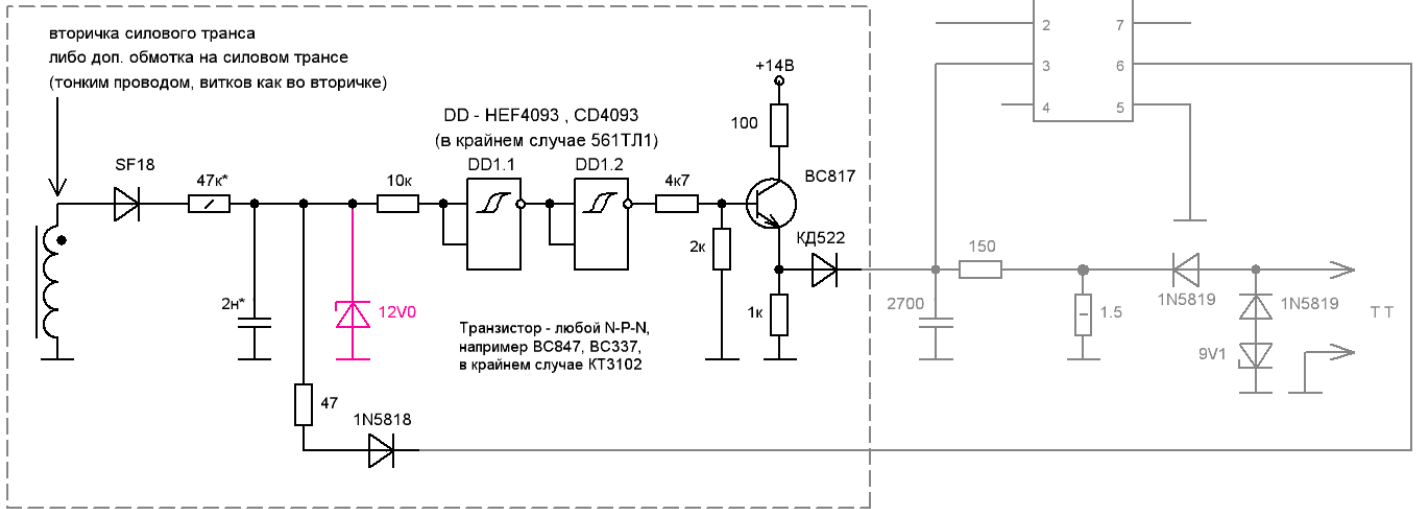 вторичка силового транса
либо доп. обмотка на силовом трансе
(тонким проводом, витков как во вторичке)
+14В
DD - HEF4093 , CD4093
(в крайнем случае 561ТЛ1)
100
SF18
47к*
10к
DD1.1
DD1.2
4к7
BC817
2н*
12V0
2к
КД522
1к
Транзистор - любой N-P-N,
например BC847, BC337,
в крайнем случае КТ3102
47
1N5818
2
7
3
6
4
5
150
2700
1.5
1N5819
1N5819
9V1
ТТ